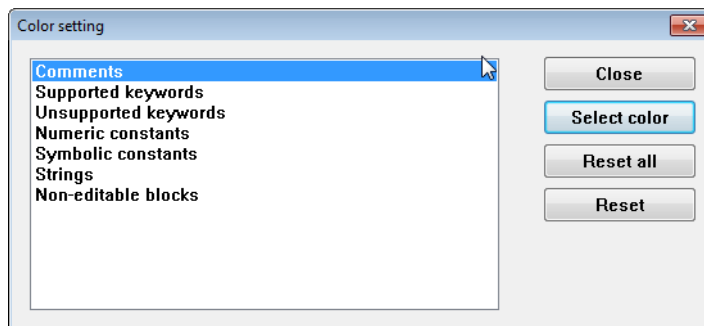 Color setting
Comments
Supported keywords
Unsupported keywords
Numeric constants
Symbolic constants
Strings
Non-editable blocks
Close
Select color
Reset all
Reset